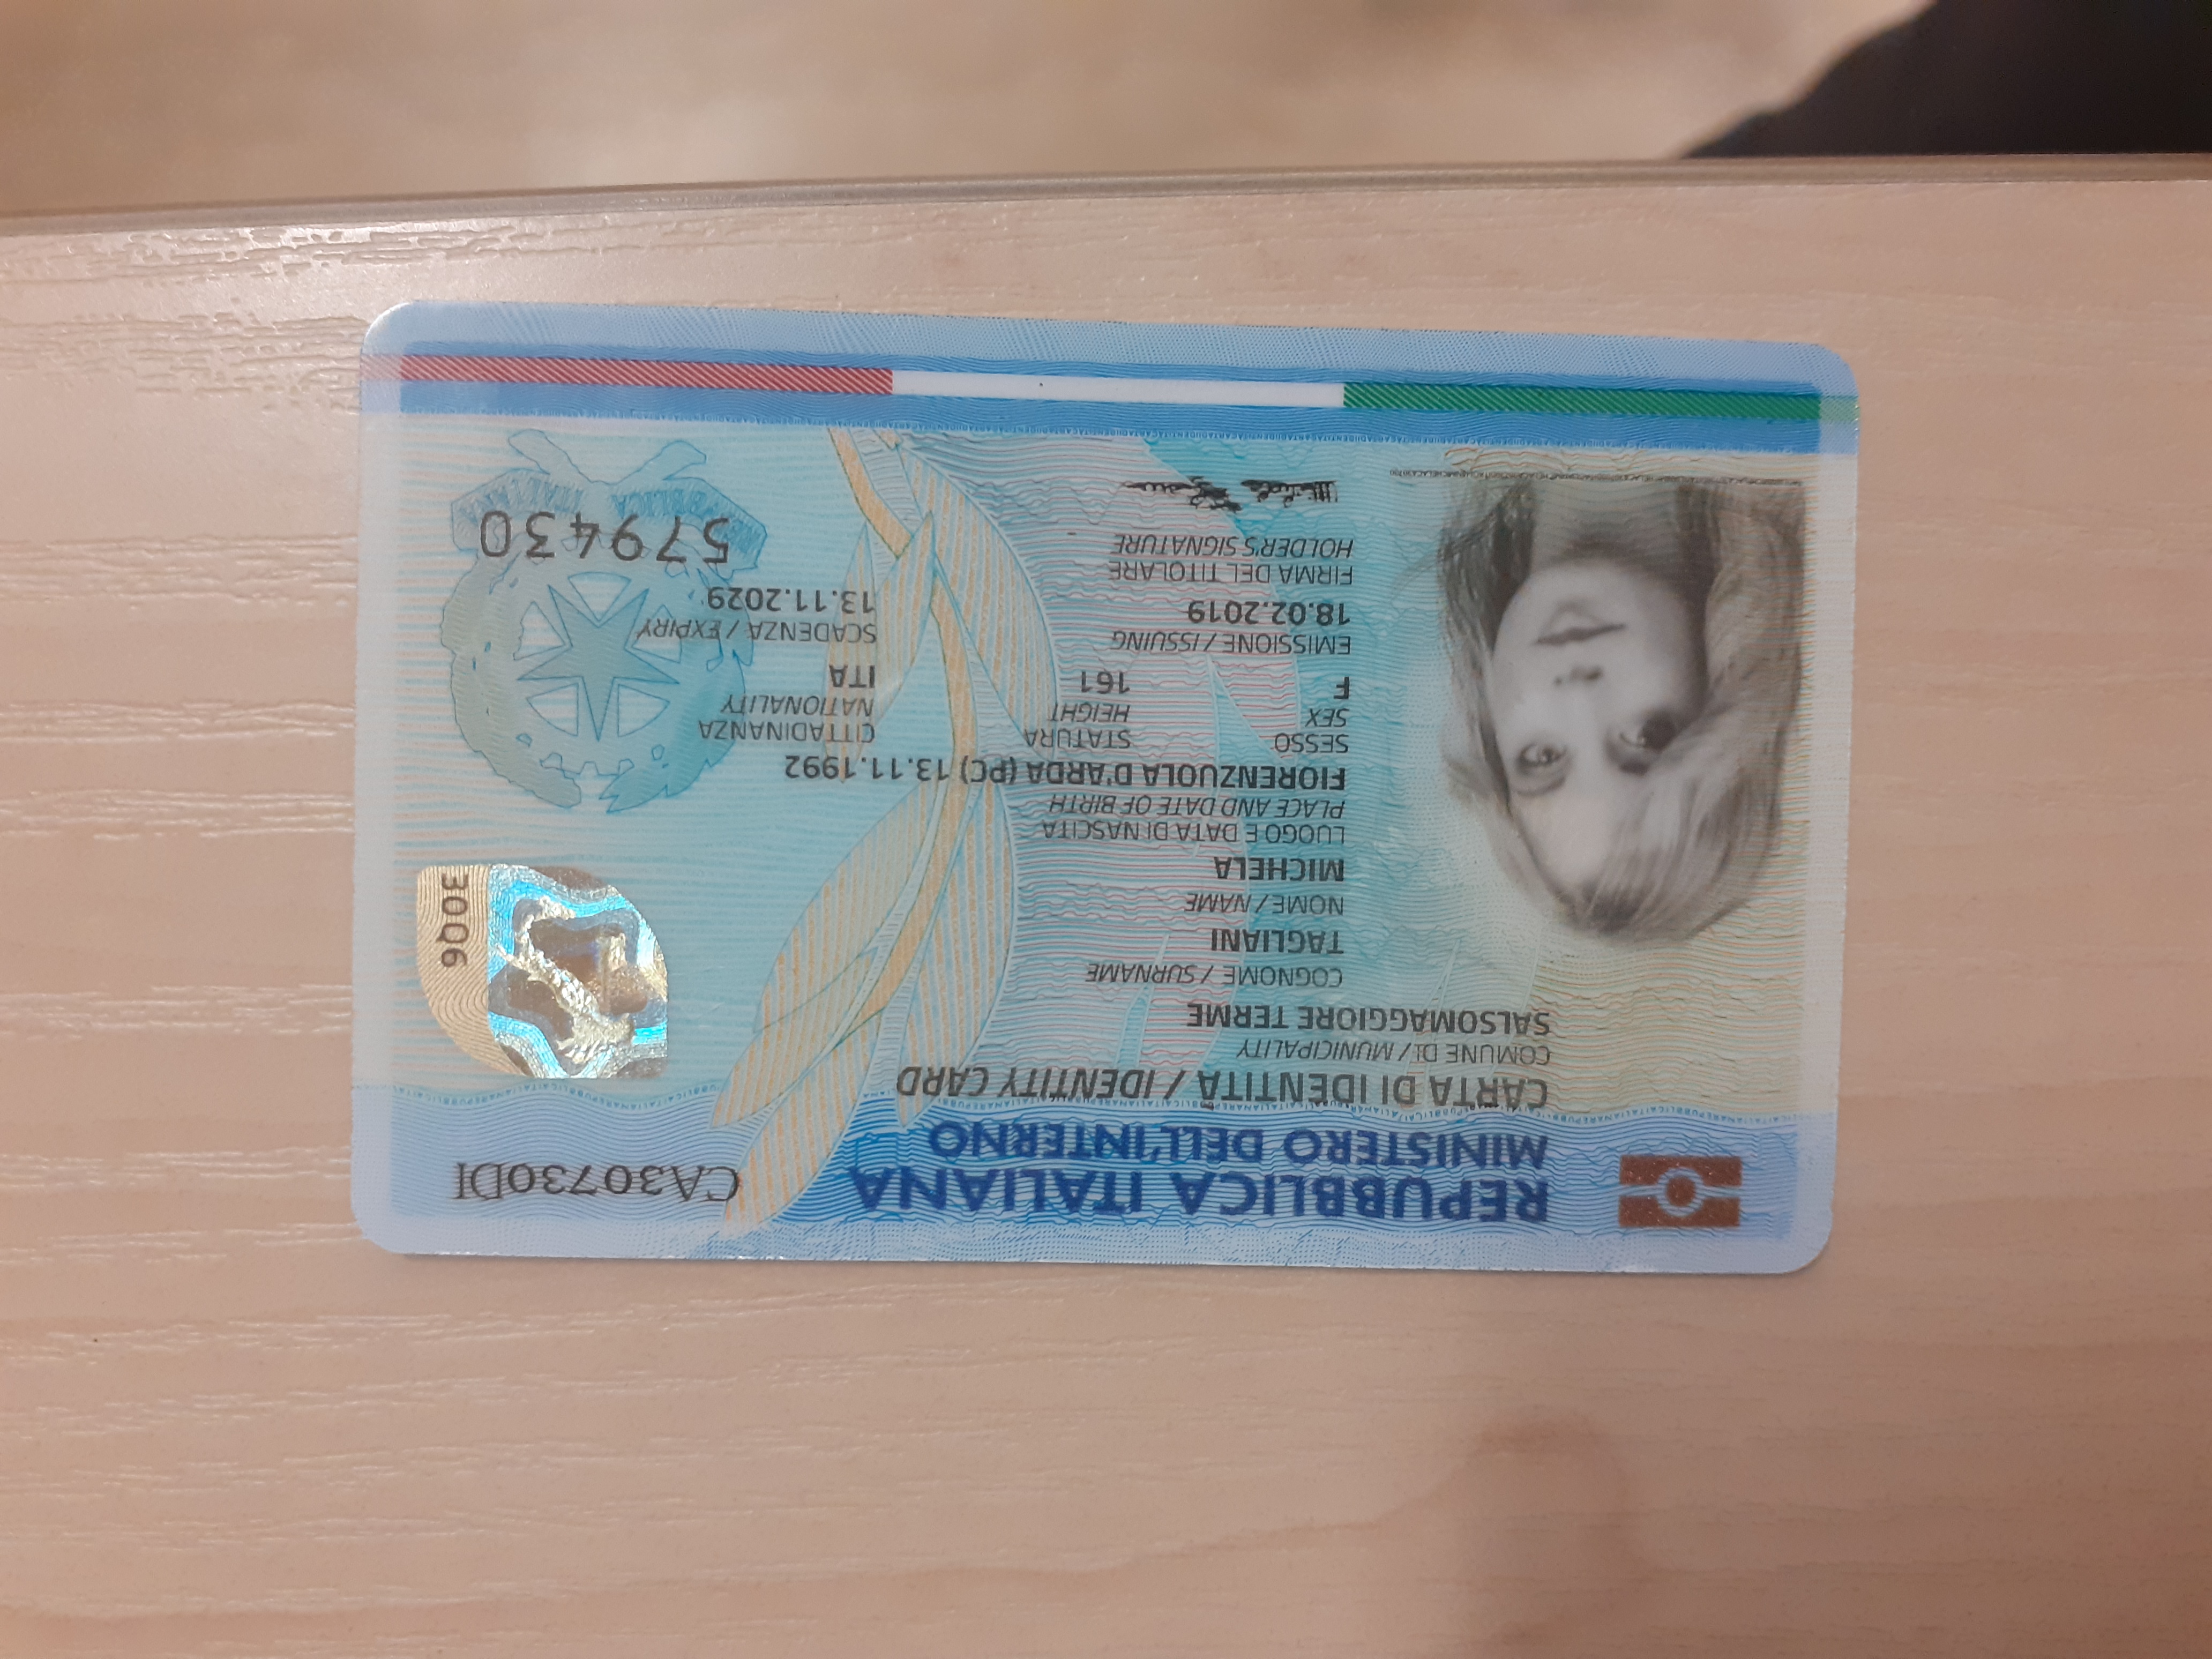 REPUBBLICA ITALIANA
CA30730DI
MINISTERO DELL'INTERNO
CARTA DI IDENTITÀ / IDENTITY CARD
COMUNE DI / MUNICIPALITY
SALSOMAGGIORE TERME
30Q6
COGNOME / SURNAME
TAGLIANI
NOME / NAME
MICHELA
LUOGO E DATA DI NASCITA
PLACE AND DATE OF BIRTH
FIORENZUOLA D'ARDA (PC) 13.11.1992
SESSO STATURA CITTADINANZA
SEX HEIGHT NATIONALITY
F 161 ITA
EMISSIONE / ISSUING SCADENZA / EXPIRY
18.02.2019 13.11.2029
FIRMA DEL TITOLARE
HOLDER'S SIGNATURE
579430